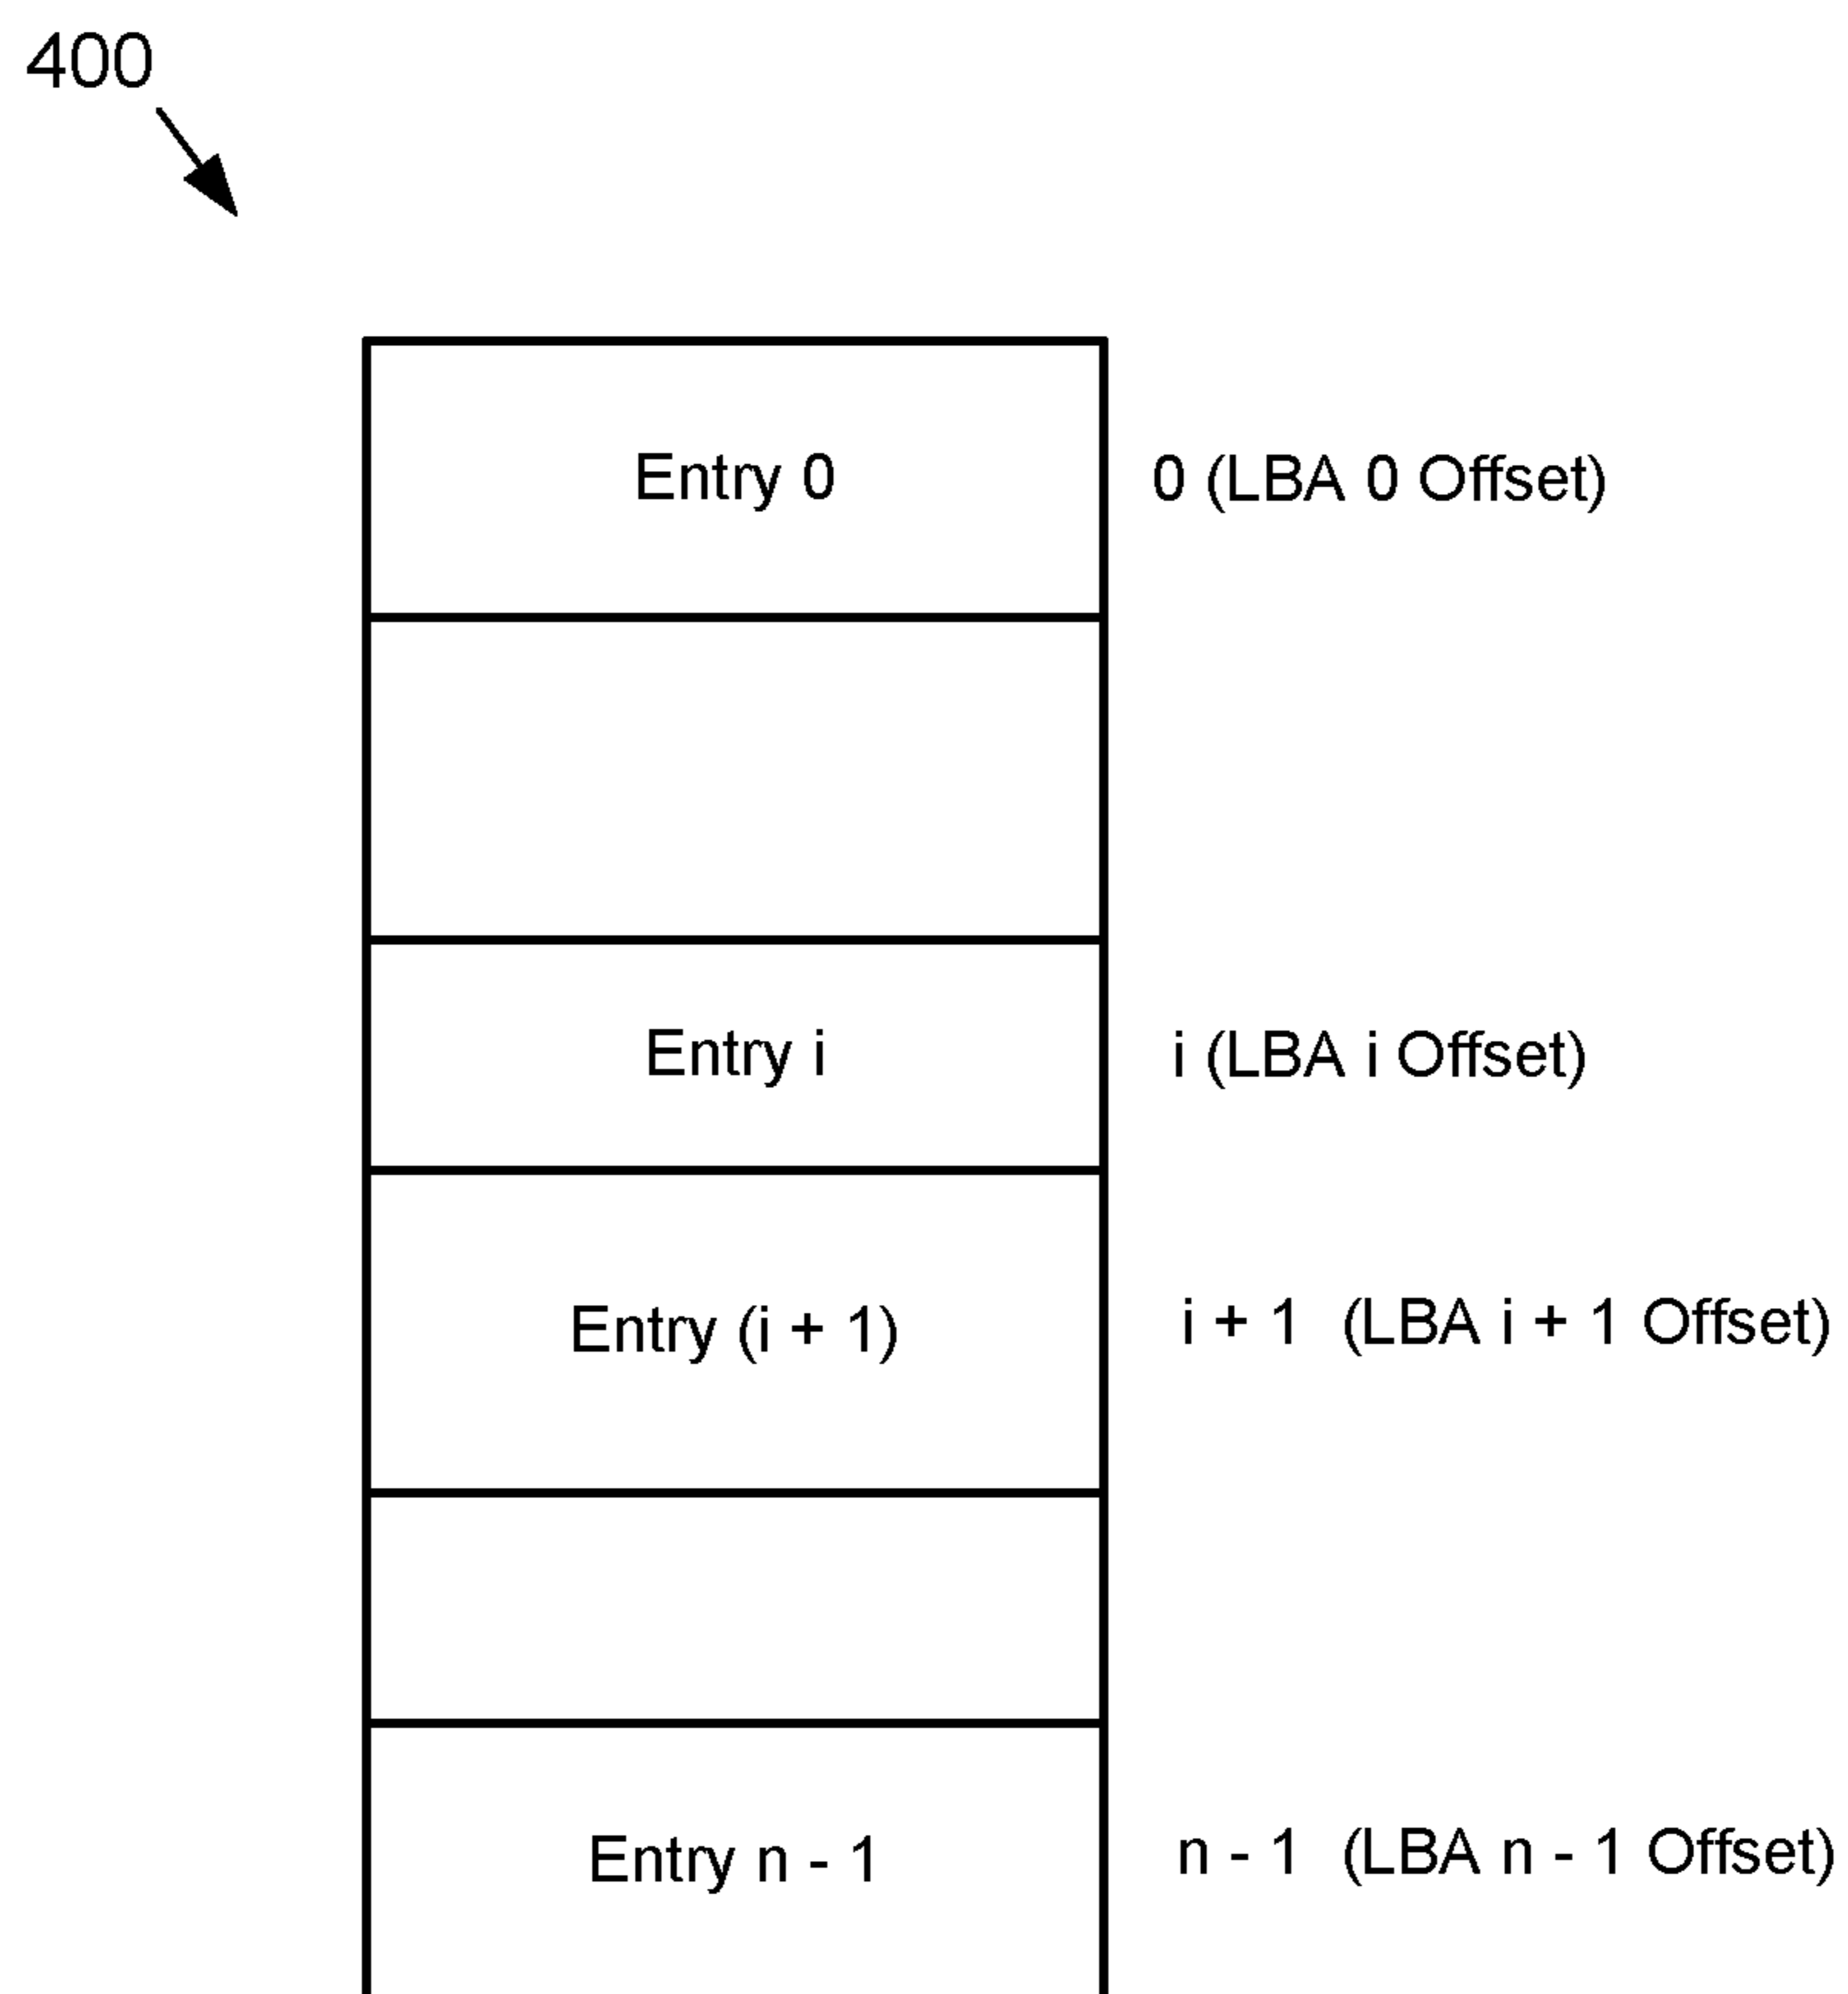 400
Entry 0 0 (LBA 0 Offset)
Entry i i (LBA i Offset)
Entry (i + 1) i + 1 (LBA i + 1 Offset)
Entry n - 1 n - 1 (LBA n - 1 Offset)